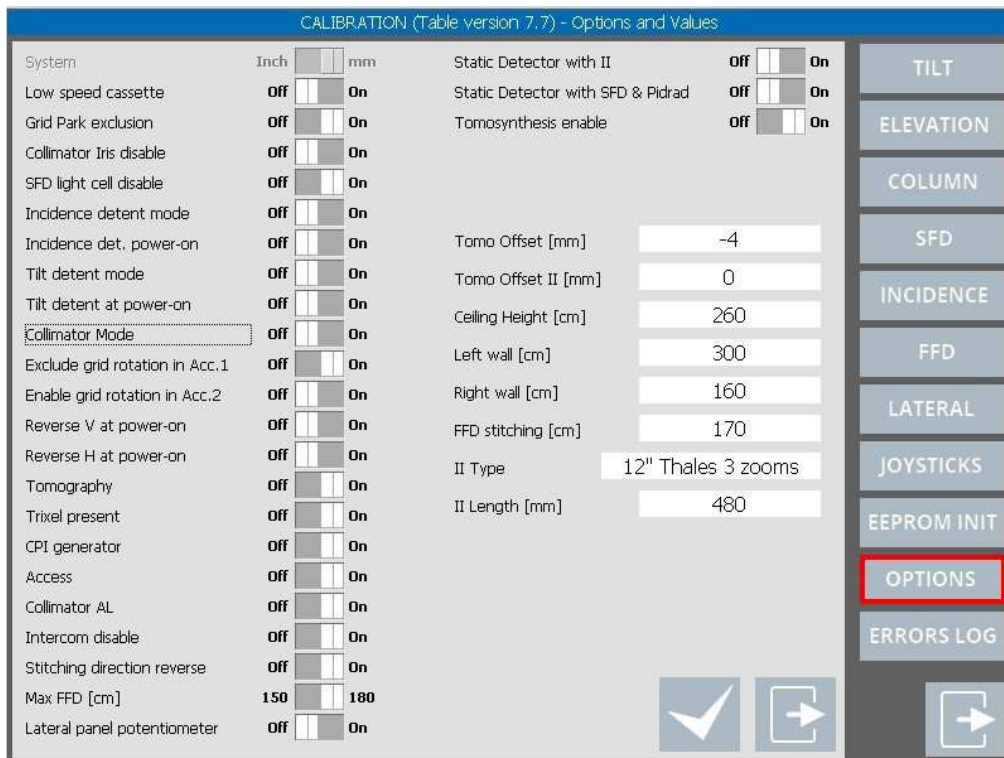 CALIBRATION (Table version 7.7) - Options and Values
System Inch mm
Low speed cassette Off On
Grid Park exclusion Off On
Collimator Iris disable Off On
SFD light cell disable Off On
Incidence detent mode Off On
Incidence det. power-on Off On
Tilt detent mode Off On
Tilt detent at power-on Off On
Collimator Mode Off On
Exclude grid rotation in Acc.1 Off On
Enable grid rotation in Acc.2 Off On
Reverse V at power-on Off On
Reverse H at power-on Off On
Tomography Off On
Trixel present Off On
CPI generator Off On
Access Off On
Collimator AL Off On
Intercom disable Off On
Stitching direction reverse Off On
Max FFD [cm] 150 180
Lateral panel potentiometer Off On
Static Detector with II Off On
Static Detector with SFD & Pidrad Off On
Tomosynthesis enable Off On
Tomo Offset [mm] -4
Tomo Offset II [mm] 0
Ceiling Height [cm] 260
Left wall [cm] 300
Right wall [cm] 160
FFD stitching [cm] 170
II Type 12" Thales 3 zooms
II Length [mm] 480
TILT
ELEVATION
COLUMN
SFD
INCIDENCE
FFD
LATERAL
JOYSTICKS
EEPROM INIT
OPTIONS
ERRORS LOG